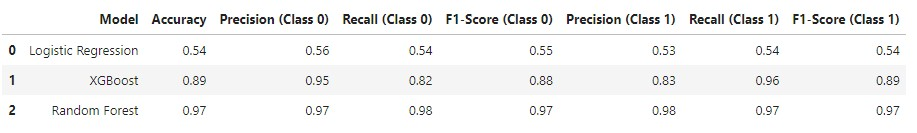 Model Accuracy Precision (Class 0) Recall (Class 0) F1-Score (Class 0) Precision (Class 1) Recall (Class 1) F1-Score (Class 1)
0 Logistic Regression 0.54 0.56 0.54 0.55 0.53 0.54 0.54
1 XGBoost 0.89 0.95 0.82 0.88 0.83 0.96 0.89
2 Random Forest 0.97 0.97 0.98 0.97 0.98 0.97 0.97